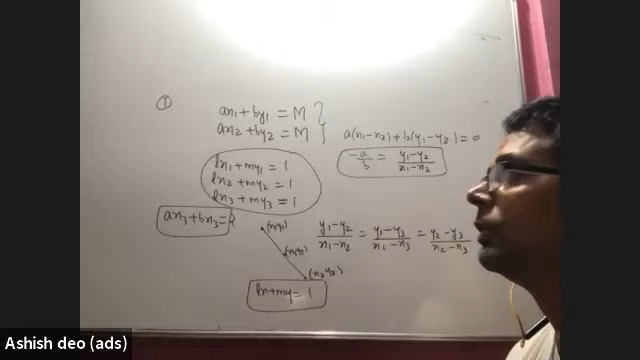 ①
ax1 + by1 = M
ax2 + by2 = M
a(x1-x2) + b(y1-y2) = 0
-a/b = y1-y2/x1-x2
lx1 + my1 = 1
lx2 + my2 = 1
lx3 + my3 = 1
ax3 + bx3 =
(x1y1)
y1-y2/x1-x2 = y1-y3/x1-x3 = y2-y3/x2-x3
lx+my = 1
Ashish deo (ads)